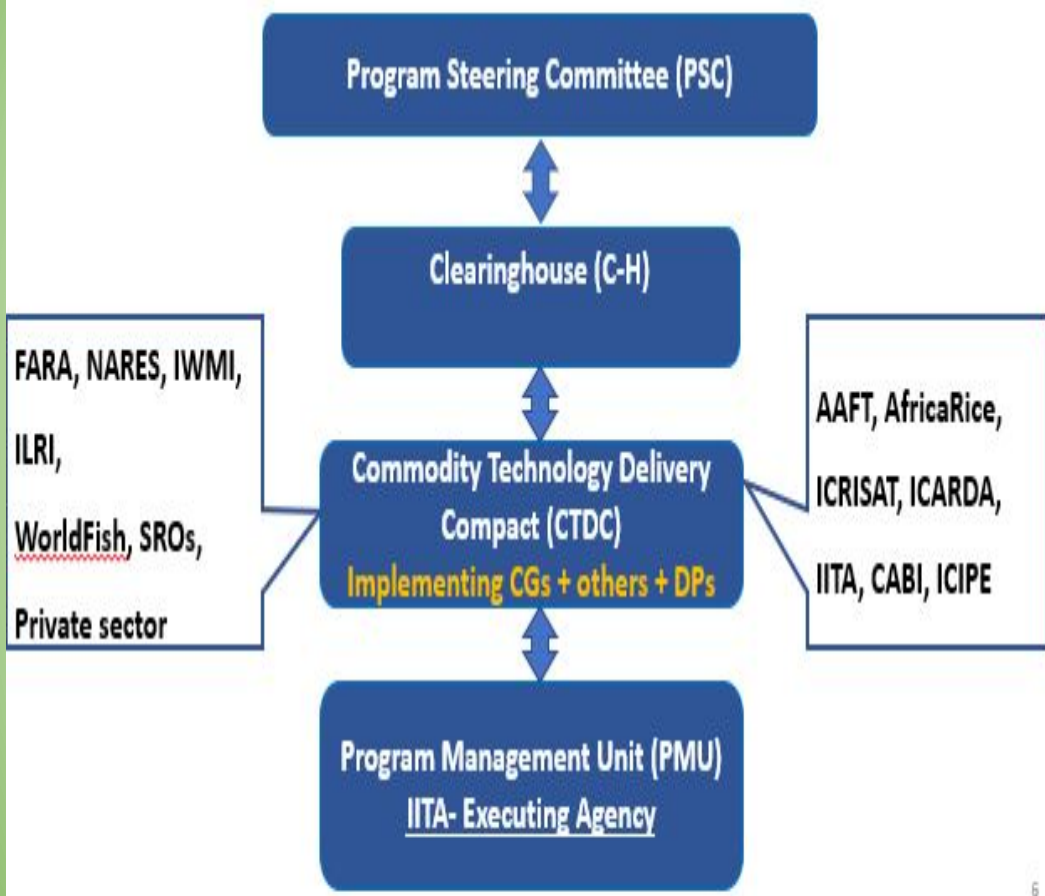 Program Steering Committee (PSC)
Clearinghouse (C-H)
FARA, NARES, IWMI,
ILRI,
WorldFish, SROs,
Private sector
Commodity Technology Delivery
Compact (CTDC)
Implementing CGs + others + DPs
AAFT, AfricaRice,
ICRISAT, ICARDA,
IITA, CABI, ICIPE
Program Management Unit (PMU)
IITA- Executing Agency
6